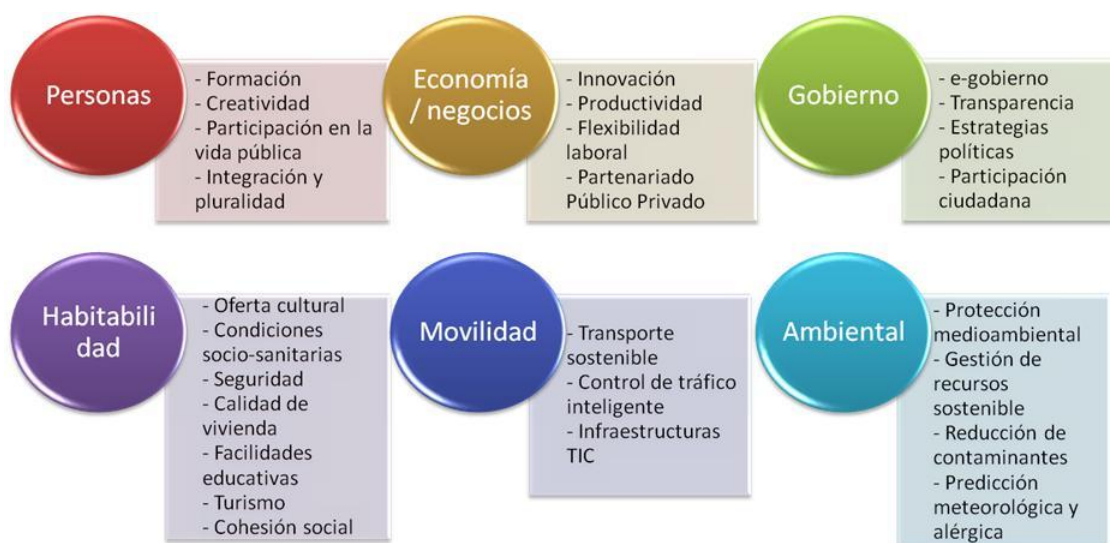 Personas
- Formación
- Creatividad
- Participación en la
vida pública
- Integración y
pluralidad
Economía
/ negocios
- Innovación
- Productividad
- Flexibilidad
laboral
- Partenariado
Público Privado
Gobierno
- e-gobierno
- Transparencia
- Estrategias
políticas
- Participación
ciudadana
Habitabili
dad
- Oferta cultural
- Condiciones
socio-sanitarias
- Seguridad
- Calidad de
vivienda
- Facilidades
educativas
- Turismo
- Cohesión social
Movilidad
- Transporte
sostenible
- Control de tráfico
inteligente
- Infraestructuras
TIC
Ambiental
- Protección
medioambiental
- Gestión de
recursos
sostenible
- Reducción de
contaminantes
- Predicción
meteorológica y
alérgica